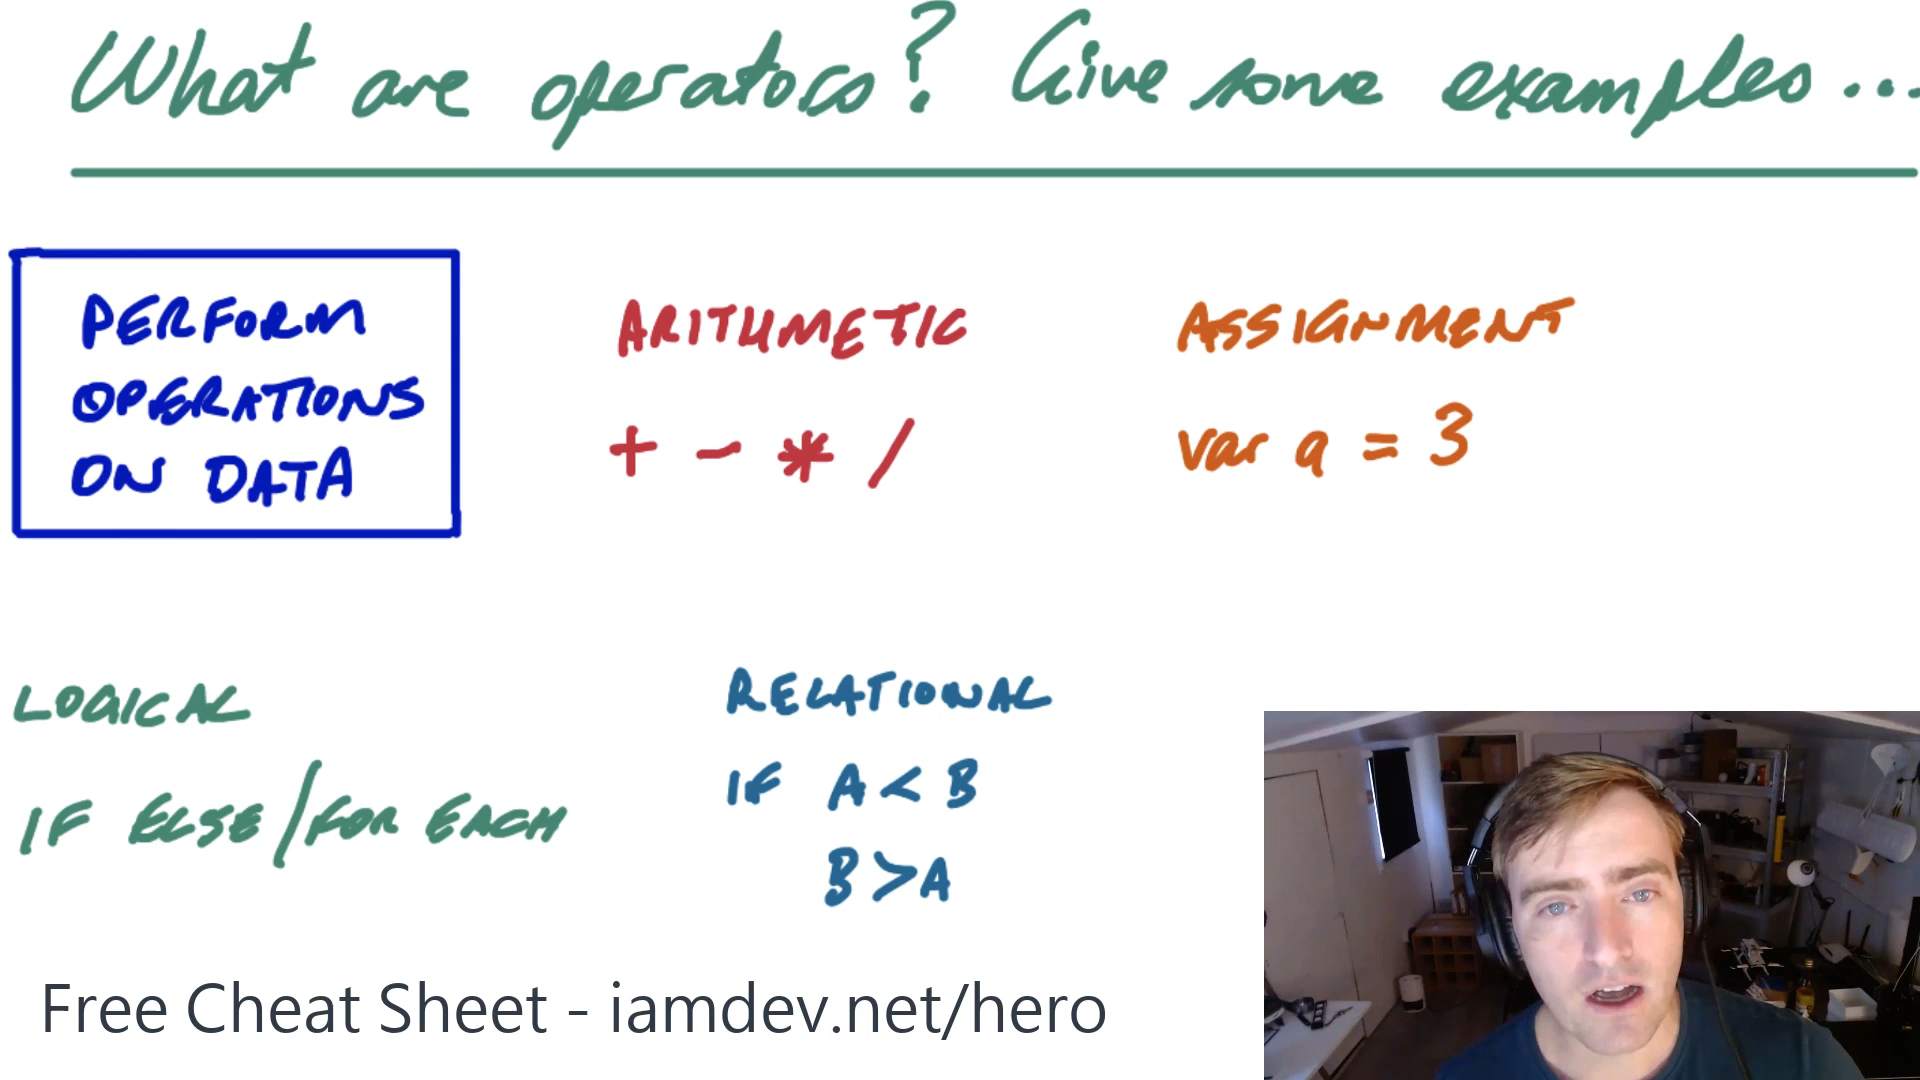 What are operators? Give some examples...
PERFORM
OPERATIONS
ON DATA
ARITHMETIC
+ - * /
ASSIGNMENT
var a = 3
LOGICAL
IF ELSE/FOR EACH
RELATIONAL
IF A < B
B > A
Free Cheat Sheet - iamdev.net/hero